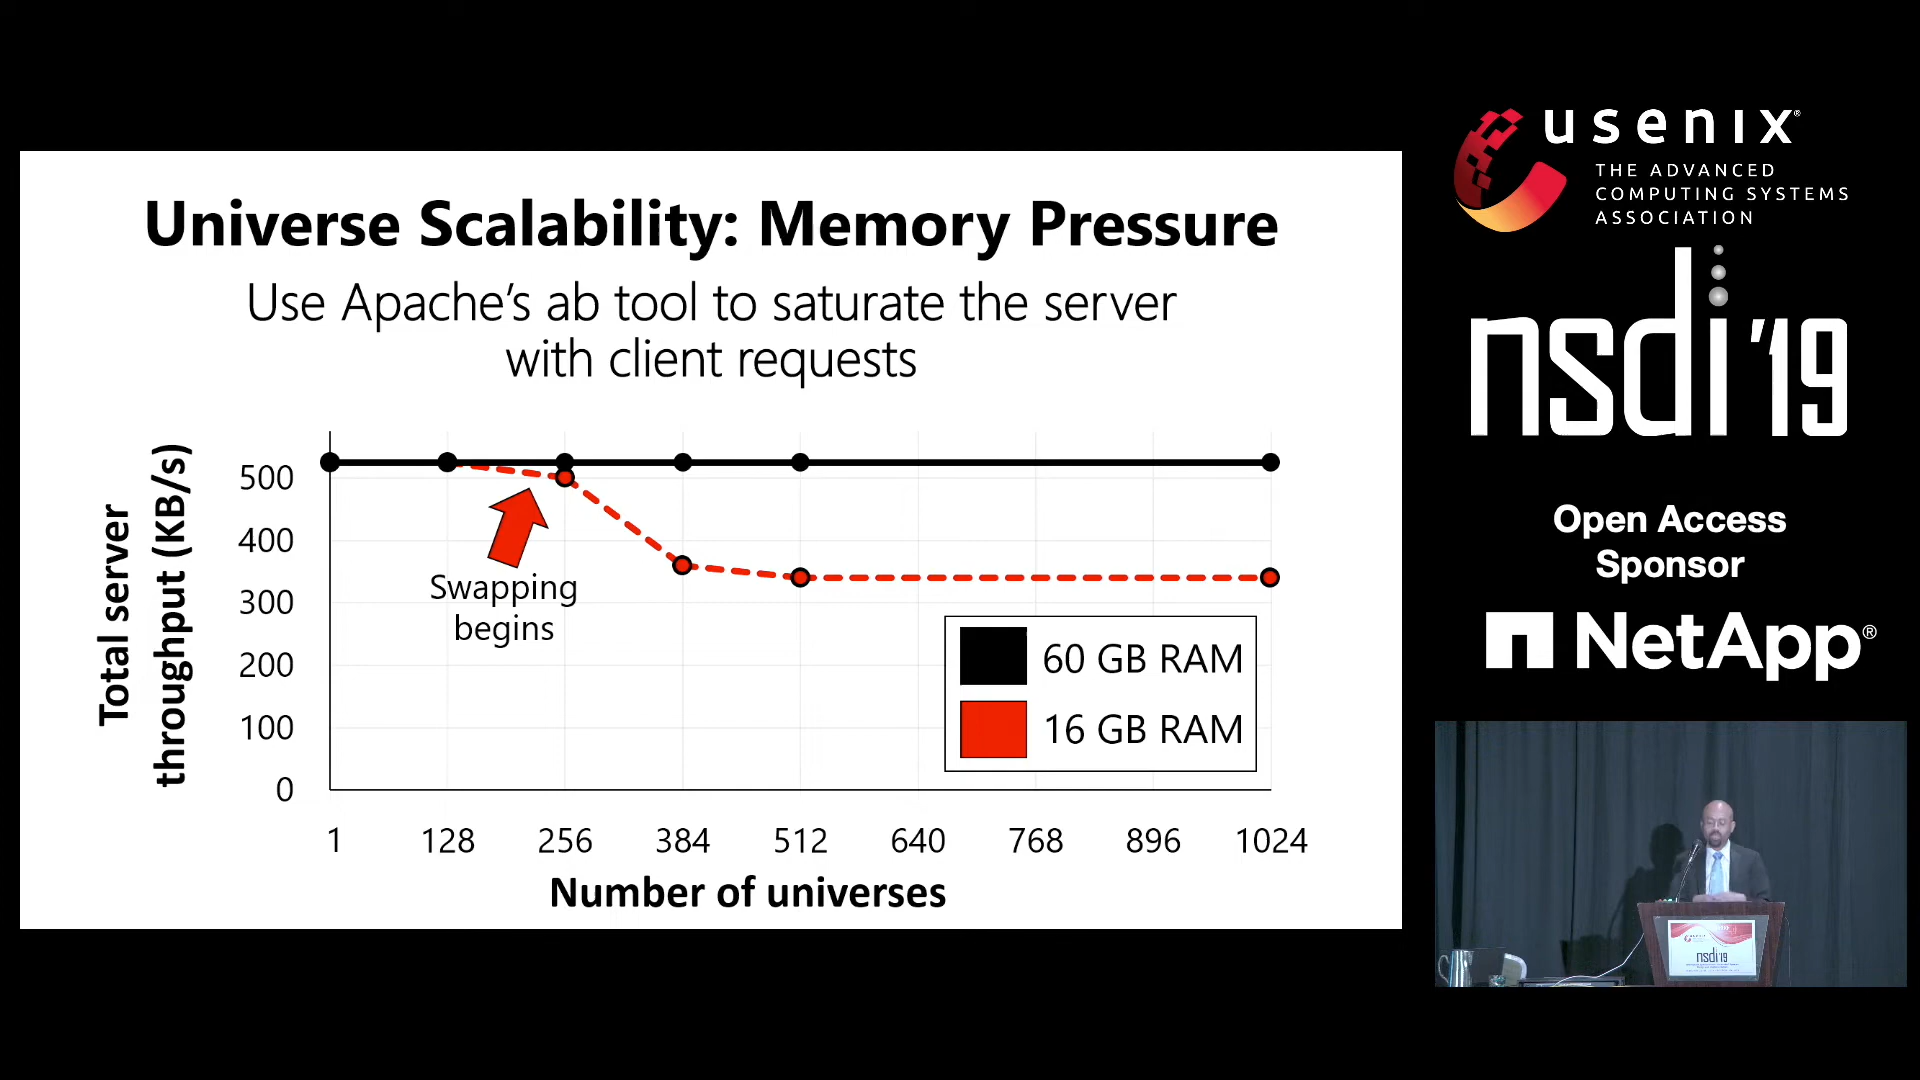 Universe Scalability: Memory Pressure
Use Apache's ab tool to saturate the server
with client requests
Total server
throughput (KB/s)
500
400
300
200
100
0
Swapping
begins
60 GB RAM
16 GB RAM
1 128 256 384 512 640 768 896 1024
Number of universes
usenix®
THE ADVANCED
COMPUTING SYSTEMS
ASSOCIATION
nsdi '19
Open Access
Sponsor
NetApp®
nsdi '19